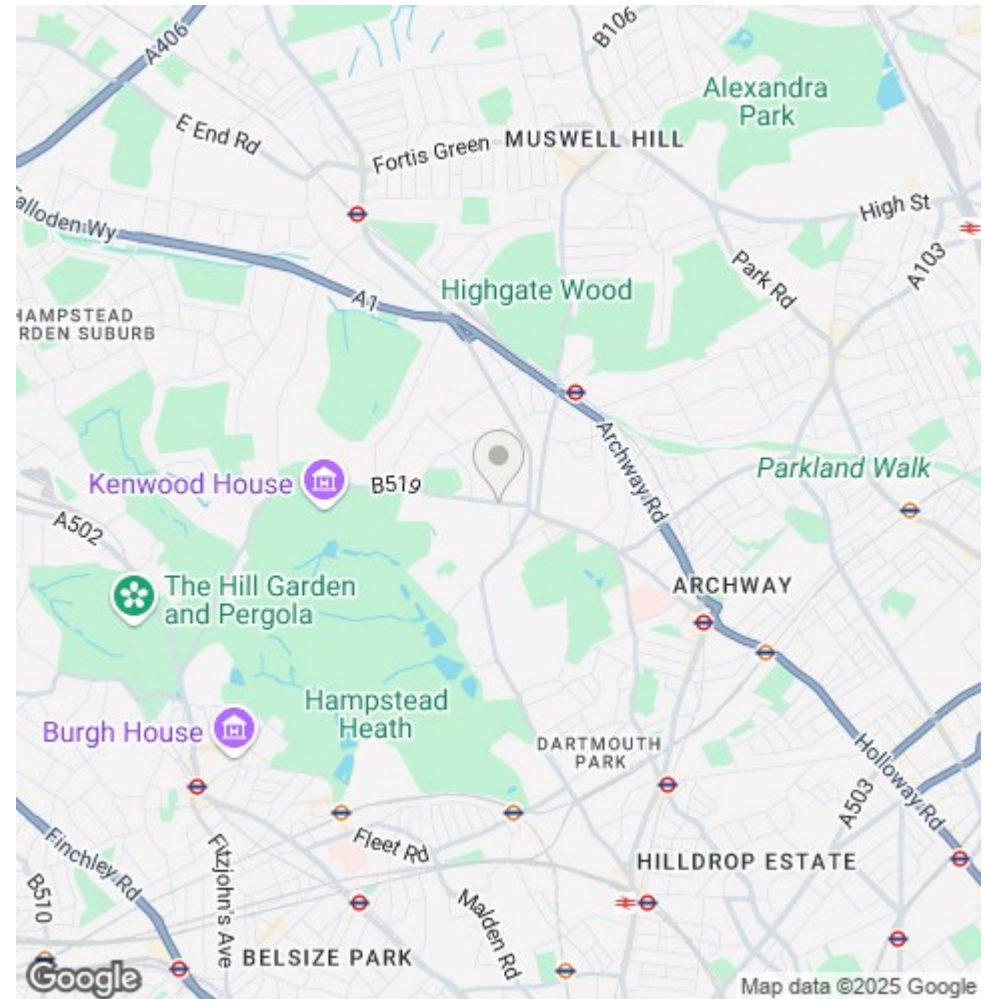 A406
B106
Alexandra
Park
E End Rd
Fortis Green
MUSWELL HILL
High St
alloden Wy
A103
Park Rd
Highgate Wood
A1
HAMPSTEAD
RDEN SUBURB
Archway Rd
Parkland Walk
Kenwood House
B519
A502
The Hill Garden
and Pergola
ARCHWAY
Hampstead
Heath
Burgh House
DARTMOUTH
PARK
Holloway Rd
A503
Fleet Rd
Finchley Rd
Fitzjohn's Ave
HILLDROP ESTATE
B510
Malden Rd
BELSIZE PARK
Google
Map data ©2025 Google